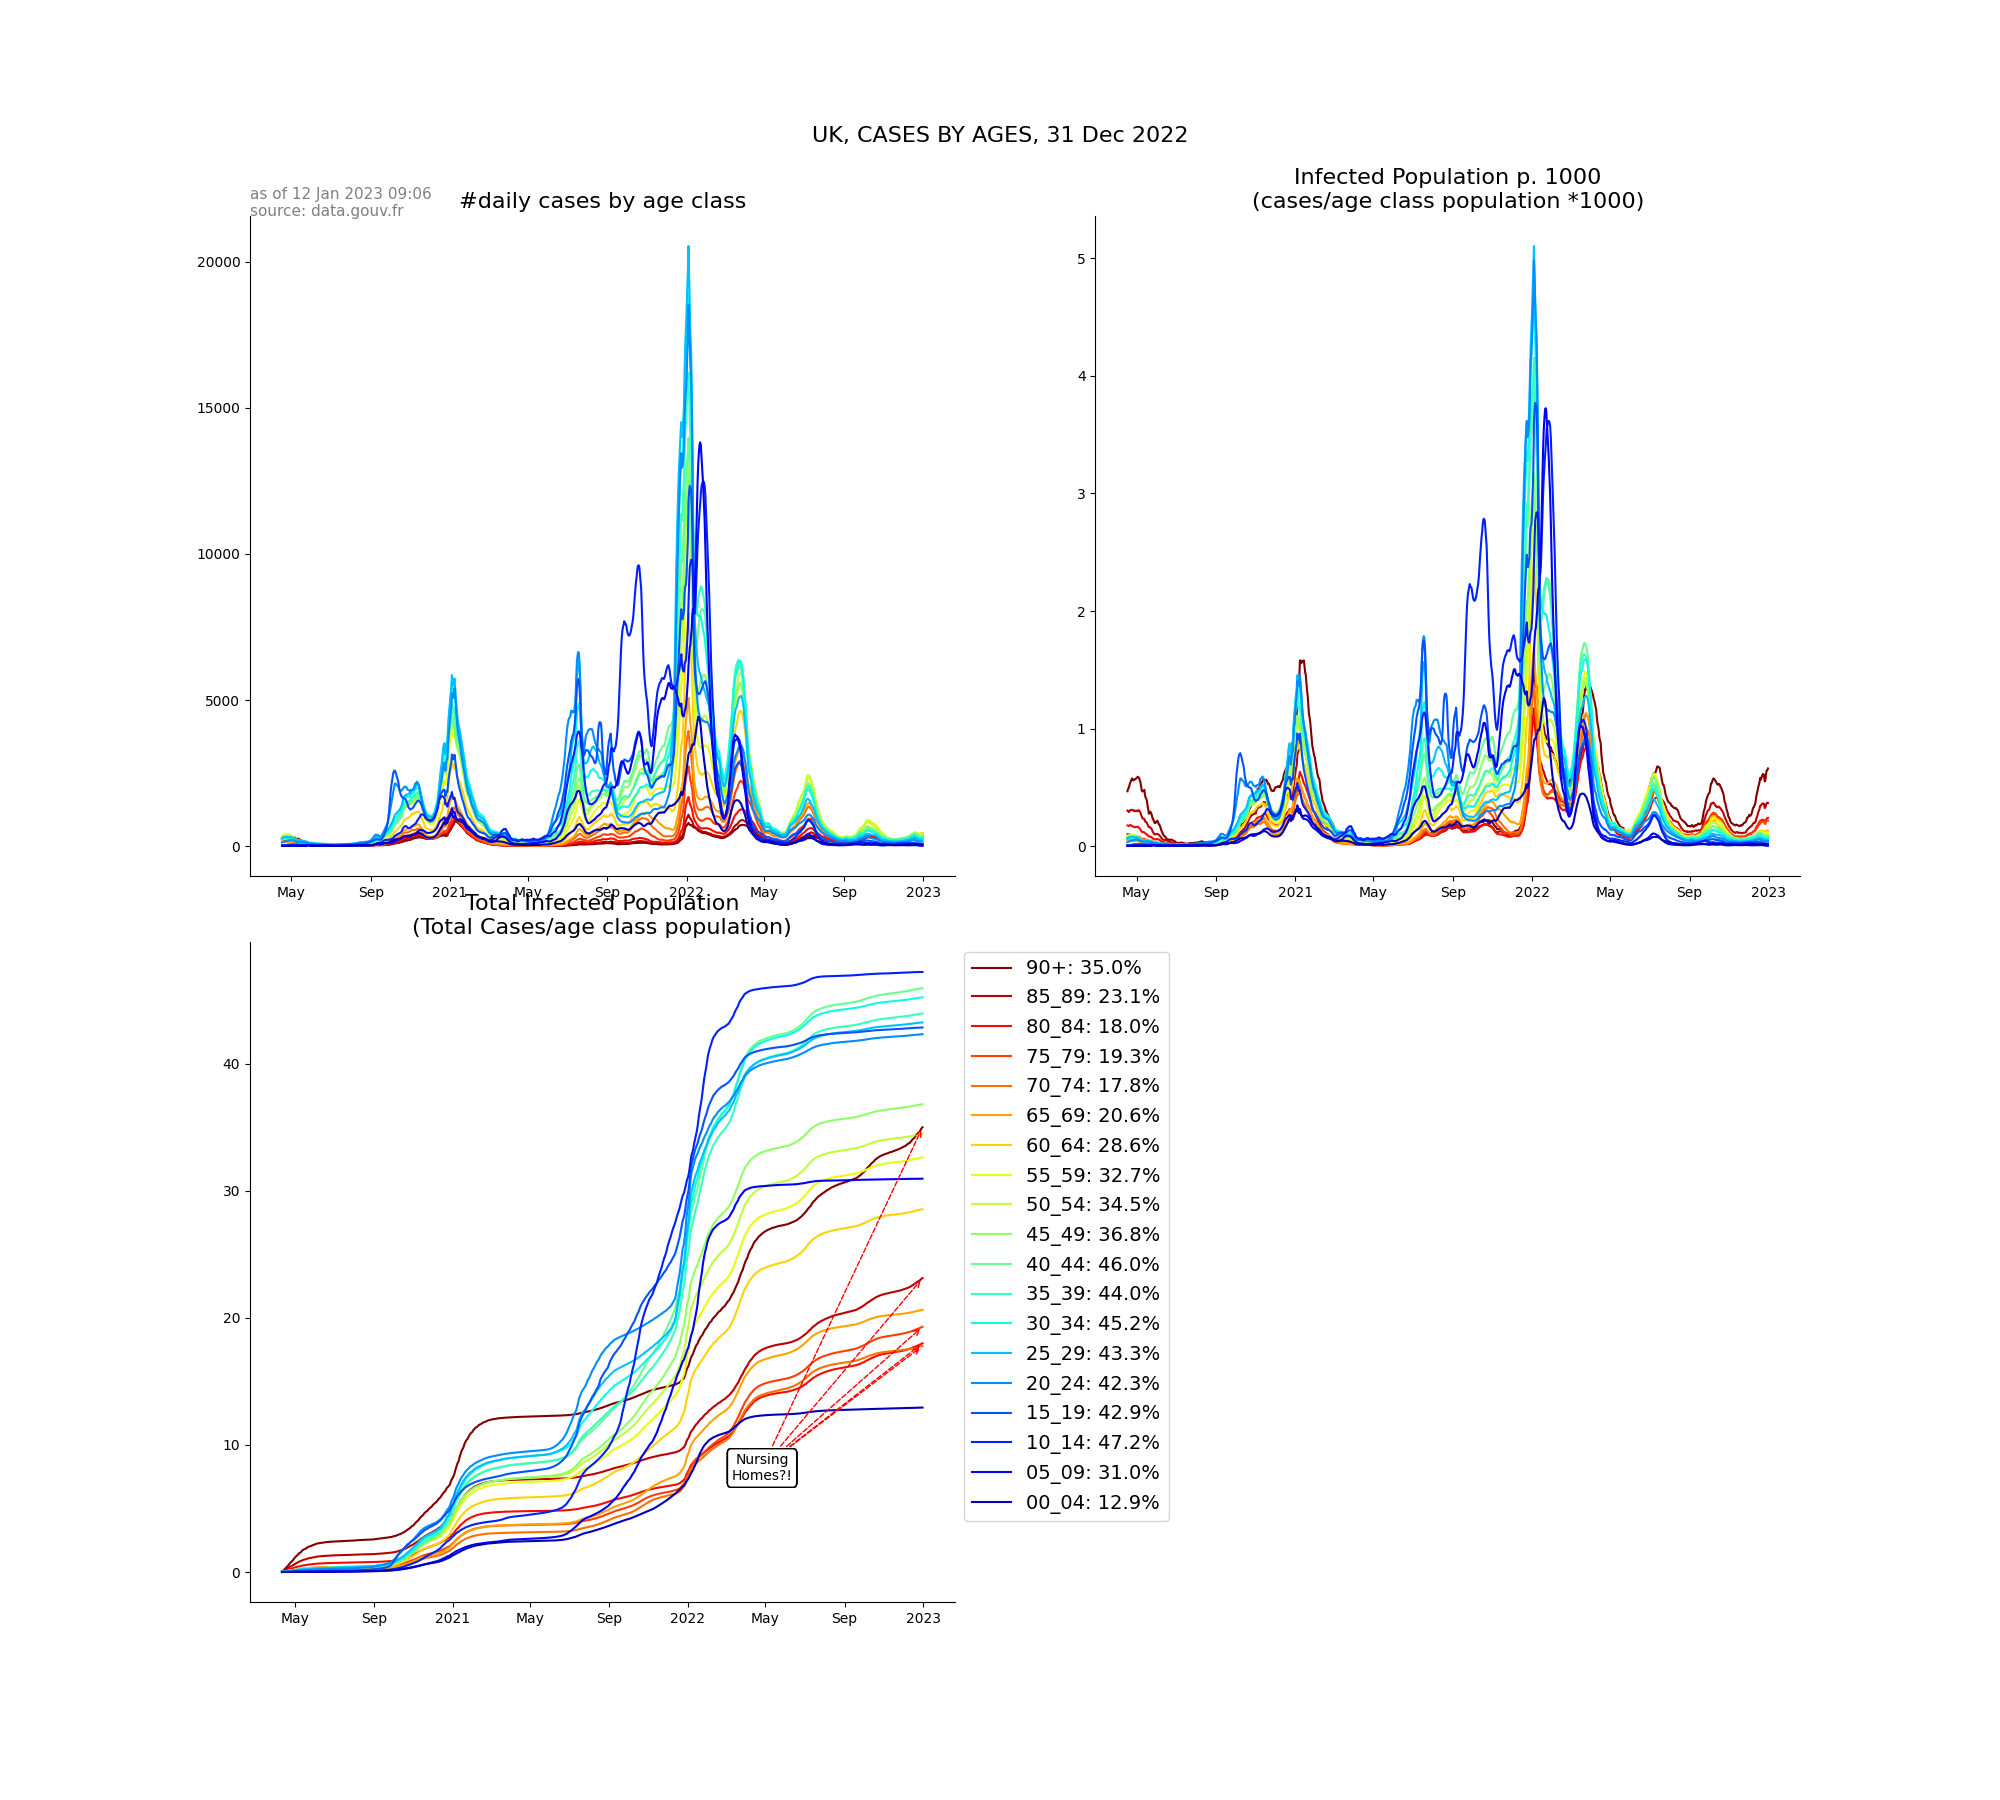 UK, CASES BY AGES, 31 Dec 2022
as of 12 Jan 2023 09:06
source: data.gouv.fr
#daily cases by age class
20000
15000
10000
5000
0
May Sep 2021 May Sep 2022 May Sep 2023
Infected Population p. 1000
(cases/age class population *1000)
5
4
3
2
1
0
May Sep 2021 May Sep 2022 May Sep 2023
Total Infected Population
(Total Cases/age class population)
40
30
20
10
0
May Sep 2021 May Sep 2022 May Sep 2023
Nursing
Homes?!
90+: 35.0%
85_89: 23.1%
80_84: 18.0%
75_79: 19.3%
70_74: 17.8%
65_69: 20.6%
60_64: 28.6%
55_59: 32.7%
50_54: 34.5%
45_49: 36.8%
40_44: 46.0%
35_39: 44.0%
30_34: 45.2%
25_29: 43.3%
20_24: 42.3%
15_19: 42.9%
10_14: 47.2%
05_09: 31.0%
00_04: 12.9%